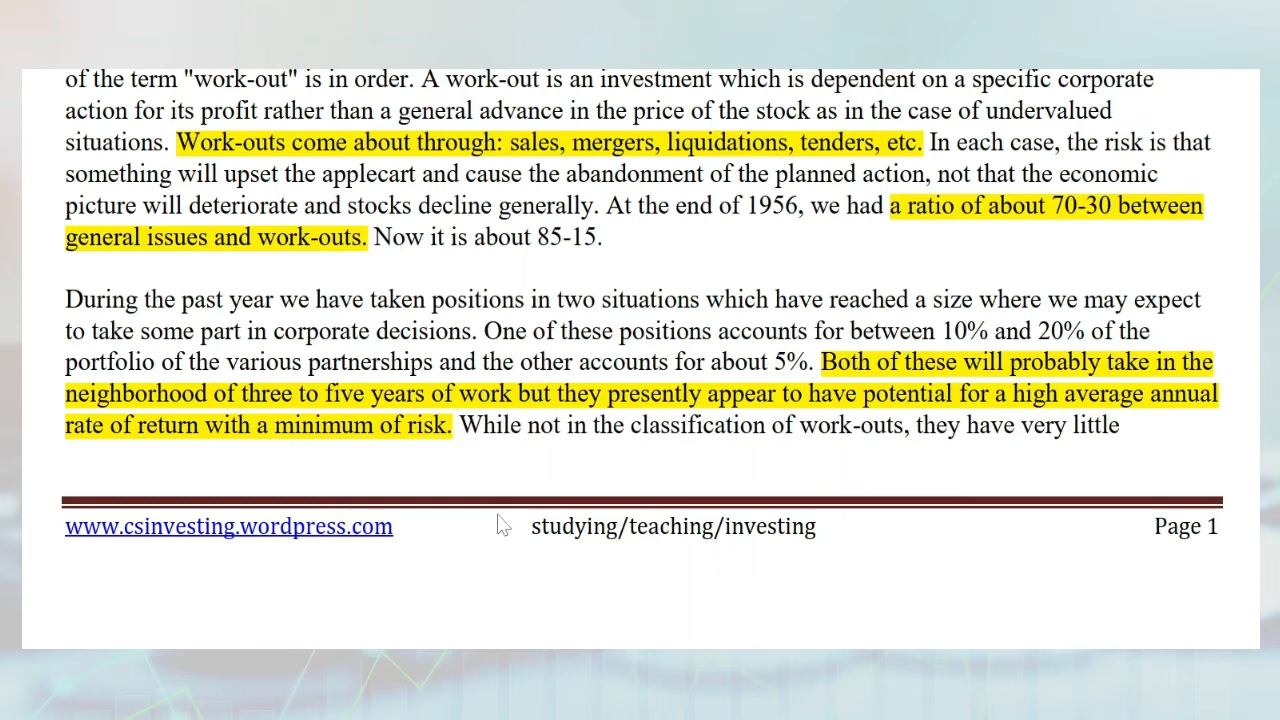 of the term "work-out" is in order. A work-out is an investment which is dependent on a specific corporate
action for its profit rather than a general advance in the price of the stock as in the case of undervalued
situations. Work-outs come about through: sales, mergers, liquidations, tenders, etc. In each case, the risk is that
something will upset the applecart and cause the abandonment of the planned action, not that the economic
picture will deteriorate and stocks decline generally. At the end of 1956, we had a ratio of about 70-30 between
general issues and work-outs. Now it is about 85-15.
During the past year we have taken positions in two situations which have reached a size where we may expect
to take some part in corporate decisions. One of these positions accounts for between 10% and 20% of the
portfolio of the various partnerships and the other accounts for about 5%. Both of these will probably take in the
neighborhood of three to five years of work but they presently appear to have potential for a high average annual
rate of return with a minimum of risk. While not in the classification of work-outs, they have very little
www.csinvesting.wordpress.com studying/teaching/investing Page 1